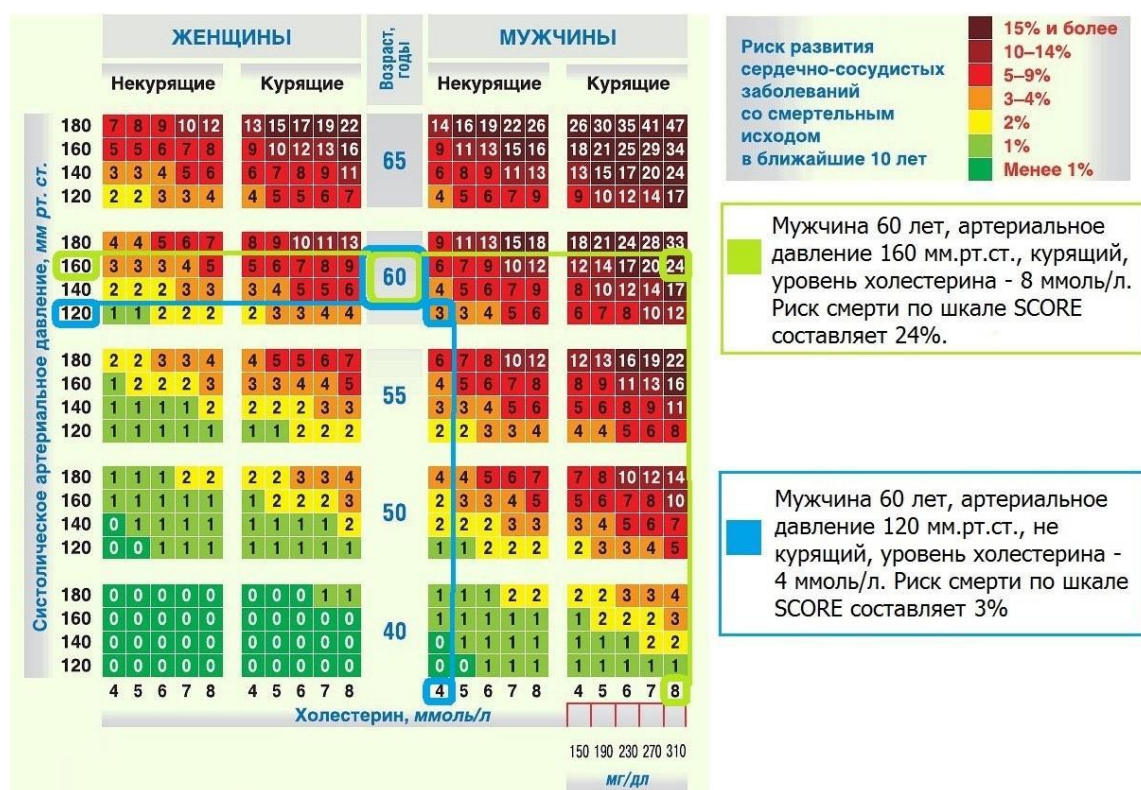 ЖЕНЩИНЫ
Возраст, годы
МУЖЧИНЫ
Некурящие
Курящие
Некурящие
Курящие
Систолическое артериальное давление, мм рт. ст.
180 7 8 9 10 12 13 15 17 19 22 14 16 19 22 26 26 30 35 41 47
160 5 5 6 7 8 9 10 12 13 16 65 9 11 13 15 16 18 21 25 29 34
140 3 3 4 5 6 6 7 8 9 11 6 8 9 11 13 13 15 17 20 24
120 2 2 3 3 4 4 5 5 6 7 4 5 6 7 9 9 10 12 14 17
180 4 4 5 6 7 8 9 10 11 13 9 11 13 15 18 18 21 24 28 33
160 3 3 3 4 5 5 6 7 8 9 60 6 7 9 10 12 12 14 17 20 24
140 2 2 2 3 3 3 4 5 5 6 4 5 6 7 9 8 10 12 14 17
120 1 1 2 2 2 2 3 3 4 4 3 3 4 5 6 6 7 8 10 12
180 2 2 3 3 4 4 5 5 6 7 6 7 8 10 12 12 13 16 19 22
160 1 2 2 2 3 3 3 4 4 5 55 4 5 6 7 8 8 9 11 13 16
140 1 1 1 1 2 2 2 2 3 3 3 3 4 5 6 5 6 8 9 11
120 1 1 1 1 1 1 1 2 2 2 2 2 3 3 4 4 4 5 6 8
180 1 1 1 2 2 2 2 3 3 4 4 4 5 6 7 7 8 10 12 14
160 1 1 1 1 1 1 2 2 2 3 50 2 3 3 4 5 5 6 7 8 10
140 0 1 1 1 1 1 1 1 1 2 2 2 2 3 3 3 4 5 6 7
120 0 0 1 1 1 1 1 1 1 1 1 1 2 2 2 2 3 3 4 5
180 0 0 0 0 0 0 0 0 1 1 1 1 1 2 2 2 2 3 3 4
160 0 0 0 0 0 0 0 0 0 0 40 1 1 1 1 1 1 2 2 2 3
140 0 0 0 0 0 0 0 0 0 0 0 1 1 1 1 1 1 1 2 2
120 0 0 0 0 0 0 0 0 0 0 0 0 1 1 1 1 1 1 1 1
4 5 6 7 8 4 5 6 7 8 4 5 6 7 8 4 5 6 7 8
Холестерин, ммоль/л
150 190 230 270 310
мг/дл
Риск развития
сердечно-сосудистых
заболеваний
со смертельным
исходом
в ближайшие 10 лет
15% и более
10–14%
5–9%
3–4%
2%
1%
Менее 1%
Мужчина 60 лет, артериальное
давление 160 мм.рт.ст., курящий,
уровень холестерина - 8 ммоль/л.
Риск смерти по шкале SCORE
составляет 24%.
Мужчина 60 лет, артериальное
давление 120 мм.рт.ст., не
курящий, уровень холестерина -
4 ммоль/л. Риск смерти по шкале
SCORE составляет 3%